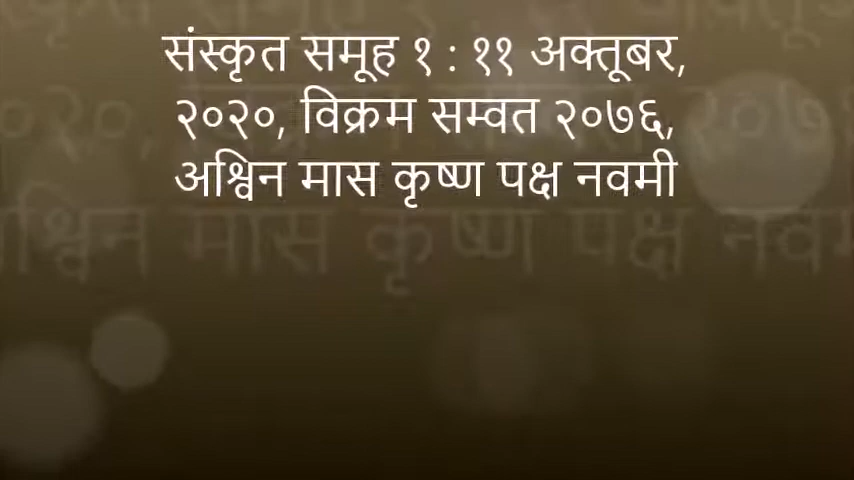 संस्कृत समूह १ : ११ अक्तूबर,
२०२०, विक्रम सम्वत २०७६,
अश्विन मास कृष्ण पक्ष नवमी